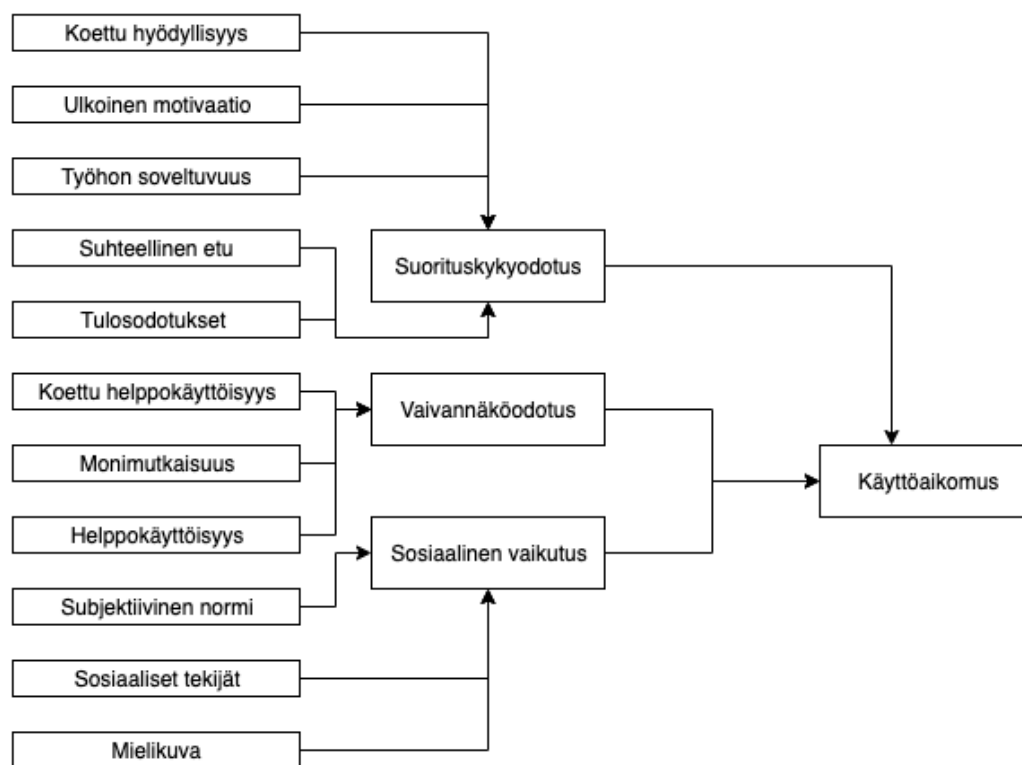 Koettu hyödyllisyys
Ulkoinen motivaatio
Työhon soveltuvuus
Suhteellinen etu
Tulosodotukset
Koettu helppokäyttöisyys
Monimutkaisuus
Helppokäyttöisyys
Subjektiivinen normi
Sosiaaliset tekijät
Mielikuva
Suorituskykyodotus
Vaivannäköodotus
Sosiaalinen vaikutus
Käyttöaikomus